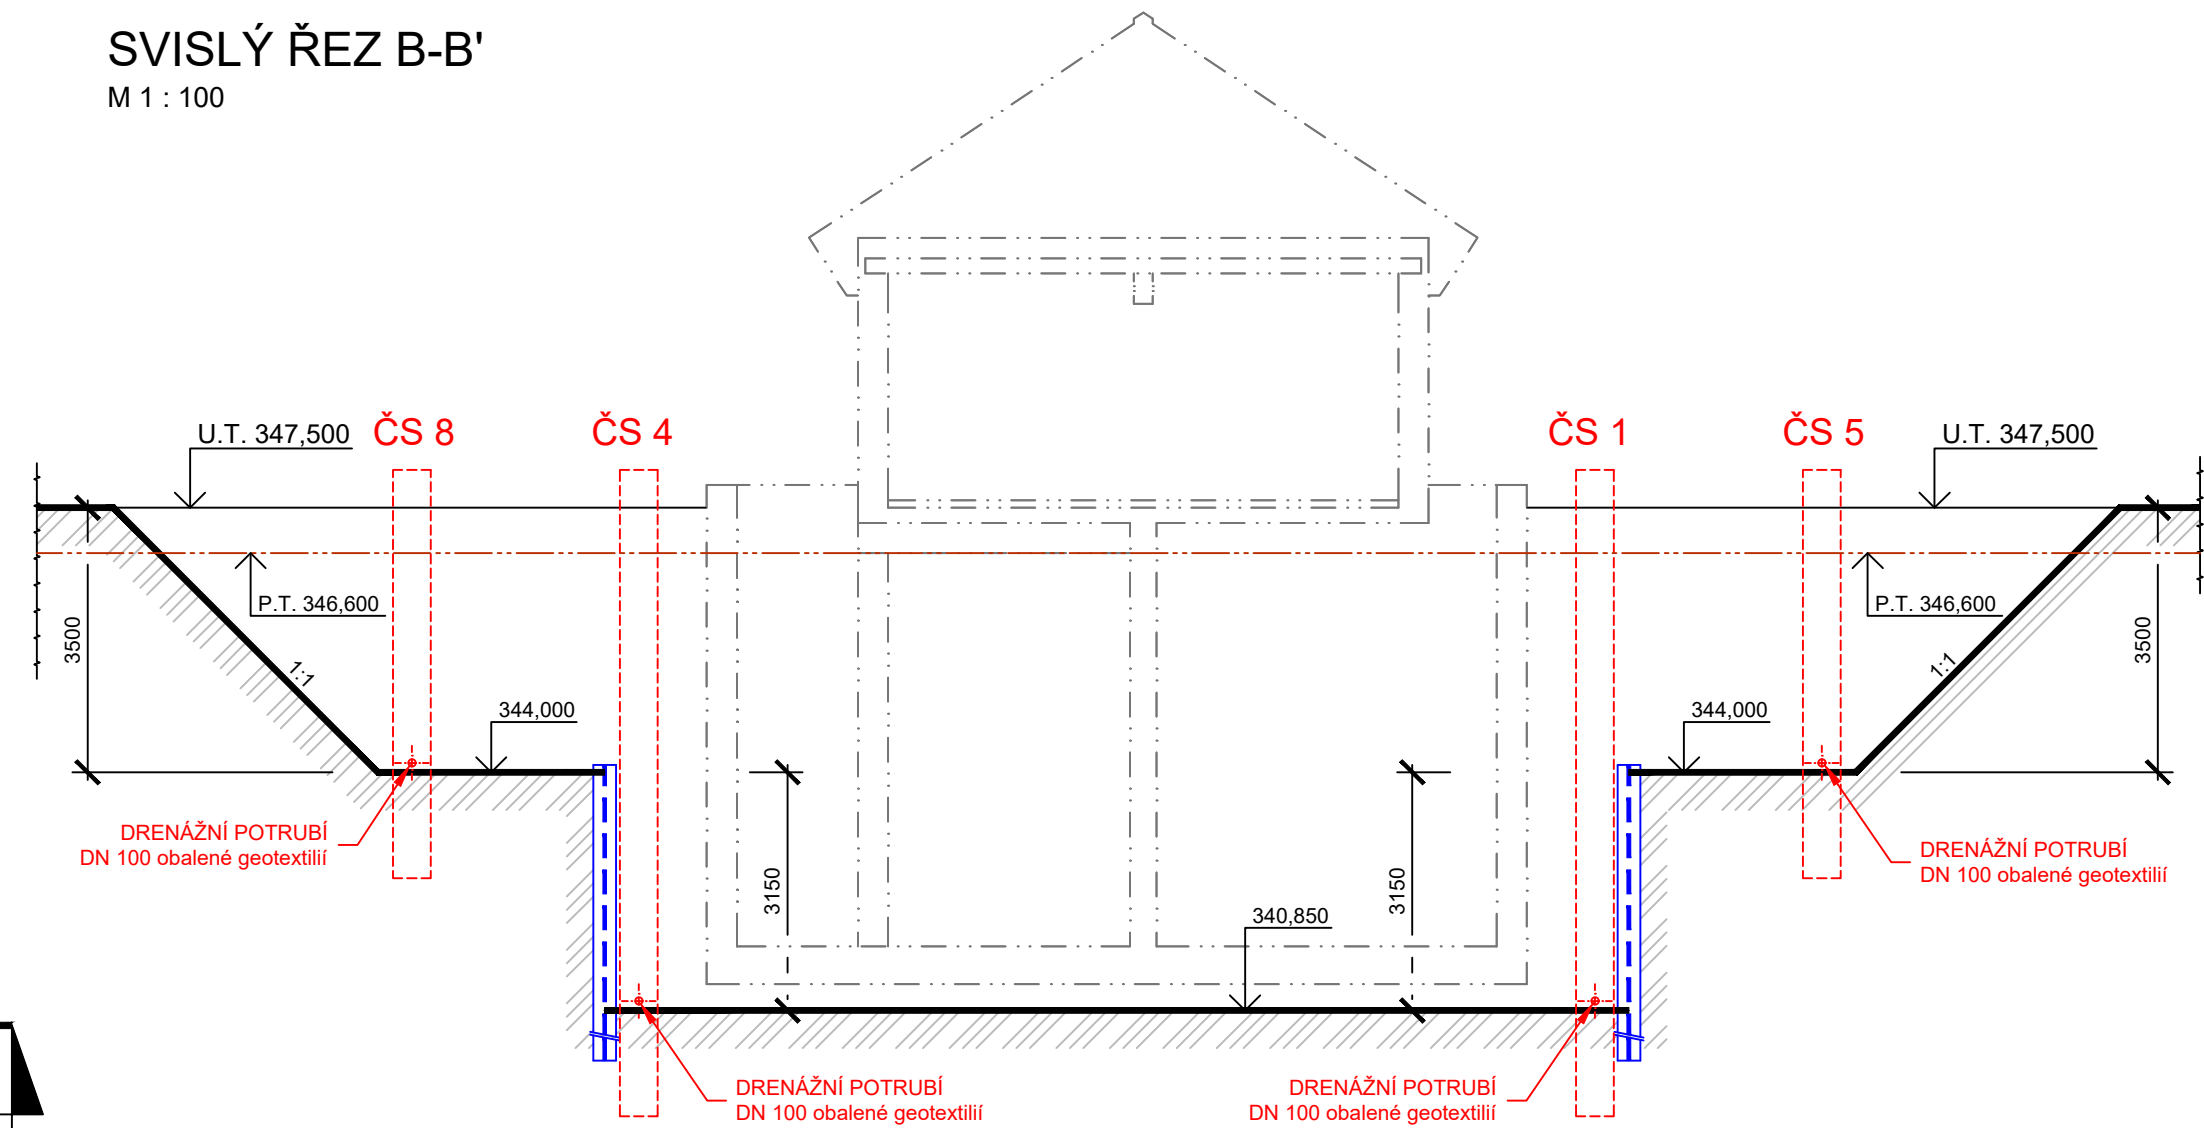 SVISLÝ ŘEZ B-B'
M 1 : 100
U.T. 347,500
ČS 8
ČS 4
ČS 1
ČS 5
U.T. 347,500
P.T. 346,600
P.T. 346,600
3500
1:1
1:1
3500
344,000
344,000
DRENÁŽNÍ POTRUBÍ
DN 100 obalené geotextilií
3150
3150
340,850
DRENÁŽNÍ POTRUBÍ
DN 100 obalené geotextilií
DRENÁŽNÍ POTRUBÍ
DN 100 obalené geotextilií
DRENÁŽNÍ POTRUBÍ
DN 100 obalené geotextilií